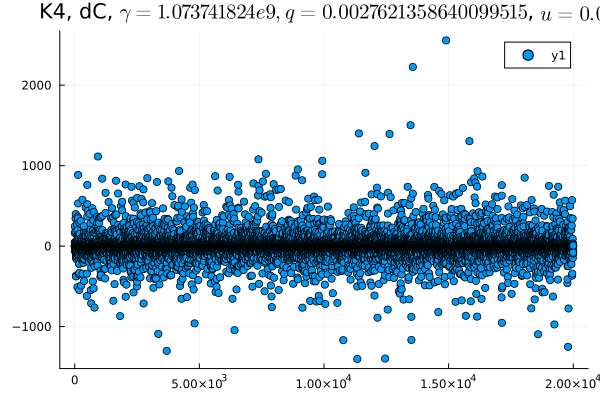 K4, dC, γ = 1.073741824e9, q = 0.0027621358640099515, u = 0.0
y1
2000
1000
0
−1000
0 5.00×10³ 1.00×10⁴ 1.50×10⁴ 2.00×10⁴